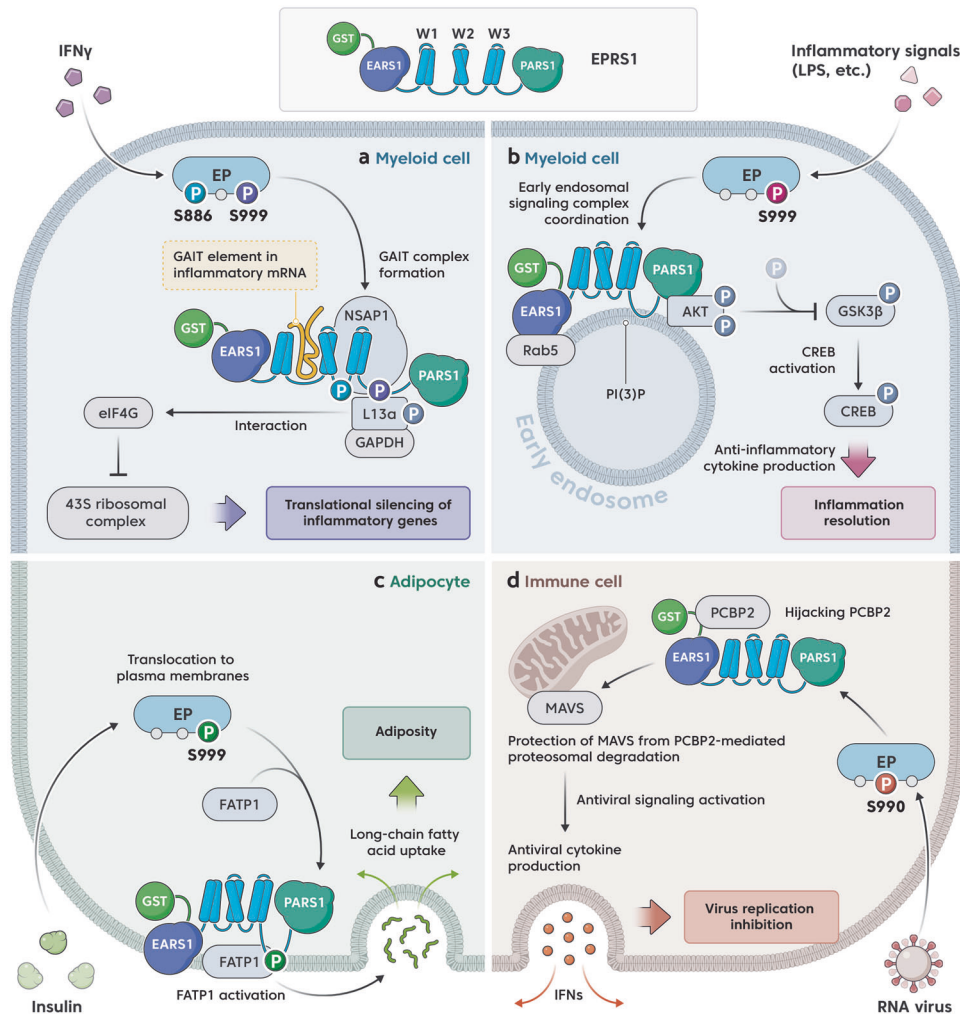 GST
EARS1
W1 W2 W3
PARS1
EPRS1
IFNγ
Inflammatory signals
(LPS, etc.)
a Myeloid cell
EP
P
P
S886 S999
GAIT element in
inflammatory mRNA
GAIT complex
formation
NSAP1
GST
EARS1
PARS1
P
P
L13a
P
GAPDH
eIF4G
Interaction
43S ribosomal
complex
Translational silencing of
inflammatory genes
b Myeloid cell
EP
P
S999
Early endosomal
signaling complex
coordination
GST
EARS1
PARS1
Rab5
AKT
P
P
P
GSK3β
P
PI(3)P
CREB
activation
CREB
P
Early endosome
Anti-inflammatory
cytokine production
Inflammation
resolution
c Adipocyte
Translocation to
plasma membranes
EP
P
S999
FATP1
Adiposity
Long-chain fatty
acid uptake
GST
EARS1
PARS1
FATP1
P
FATP1 activation
Insulin
d Immune cell
GST
PCBP2
Hijacking PCBP2
EARS1
PARS1
MAVS
Protection of MAVS from PCBP2-mediated
proteosomal degradation
EP
P
S990
Antiviral signaling activation
Antiviral cytokine
production
Virus replication
inhibition
IFNs
RNA virus